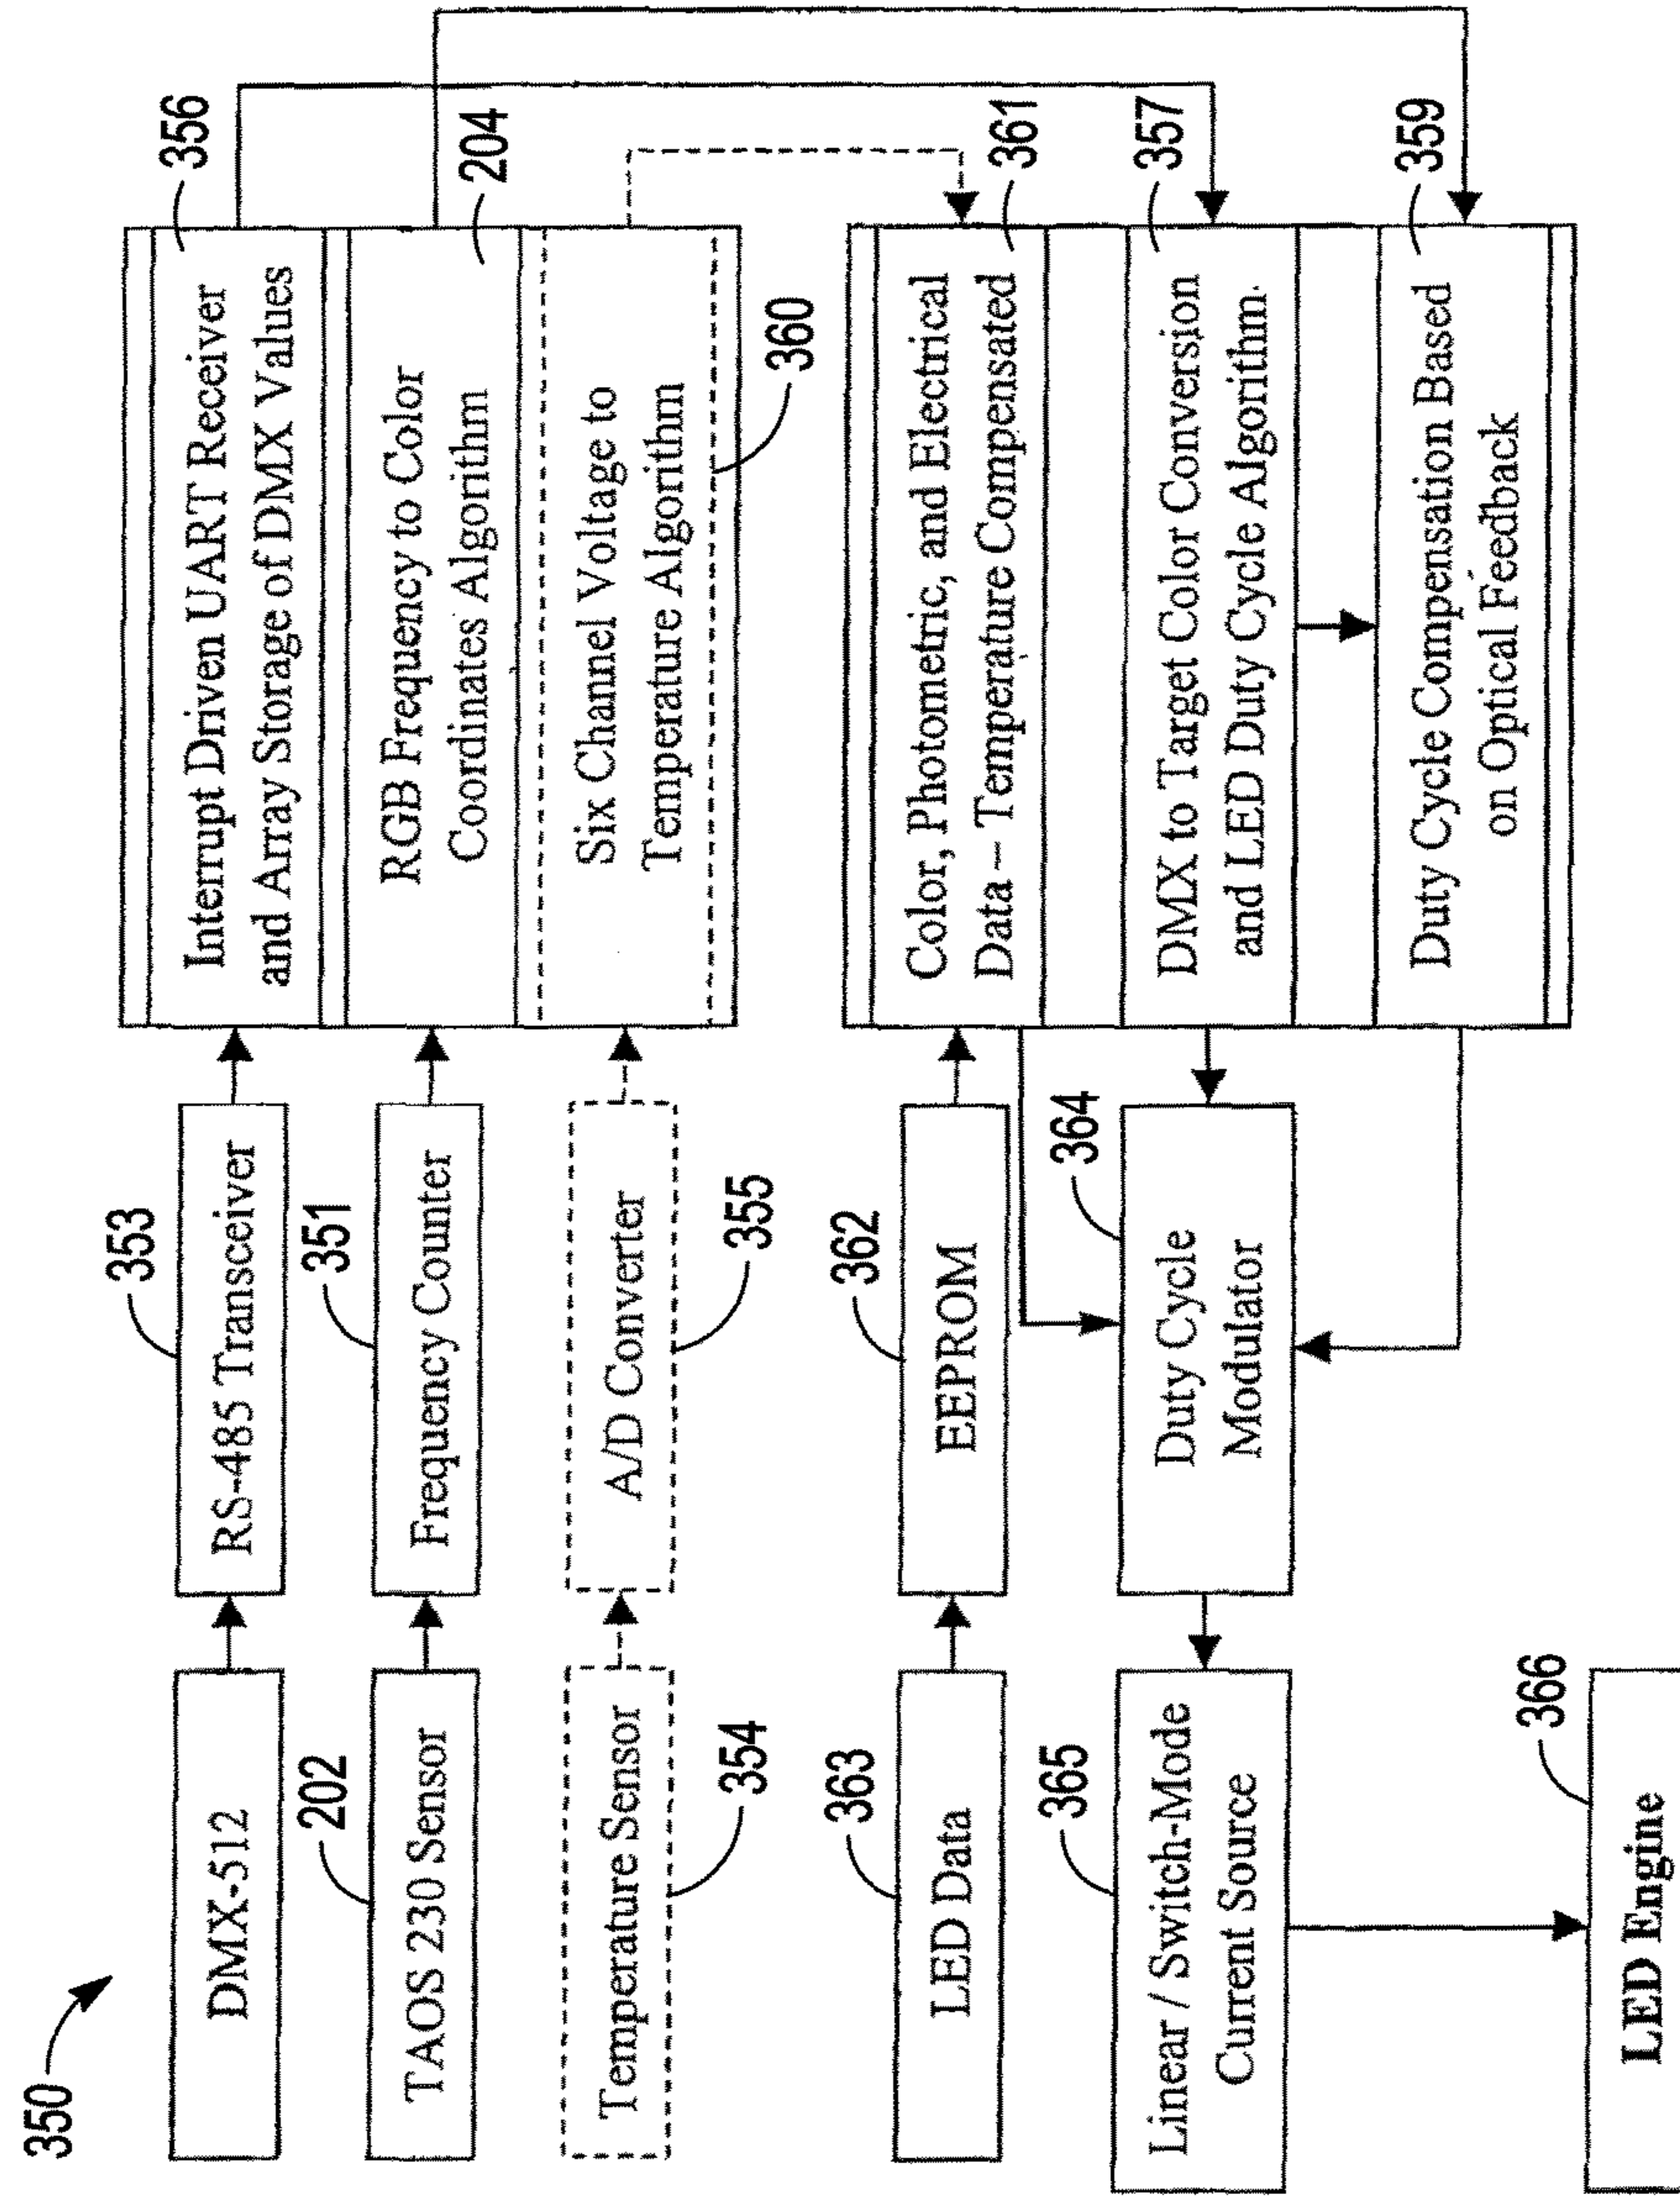 350
DMX-512
353
RS-485 Transceiver
356
Interrupt Driven UART Receiver
and Array Storage of DMX Values
202
TAOS 230 Sensor
351
Frequency Counter
204
RGB Frequency to Color
Coordinates Algorithm
Temperature Sensor
354
A/D Converter
355
Six Channel Voltage to
Temperature Algorithm
360
363
LED Data
362
EEPROM
361
Color, Photometric, and Electrical
Data – Temperature Compensated
365
Linear / Switch-Mode
Current Source
364
Duty Cycle
Modulator
357
DMX to Target Color Conversion
and LED Duty Cycle Algorithm.
359
Duty Cycle Compensation Based
on Optical Feedback
366
LED Engine